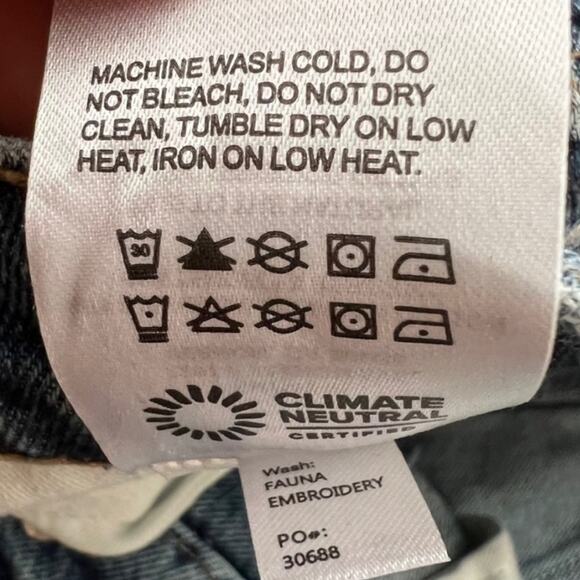 MACHINE WASH COLD, DO
NOT BLEACH, DO NOT DRY
CLEAN, TUMBLE DRY ON LOW
HEAT, IRON ON LOW HEAT.
30
CLIMATE
NEUTRAL
CERTIFIED
Wash:
FAUNA
EMBROIDERY
PO#:
30688